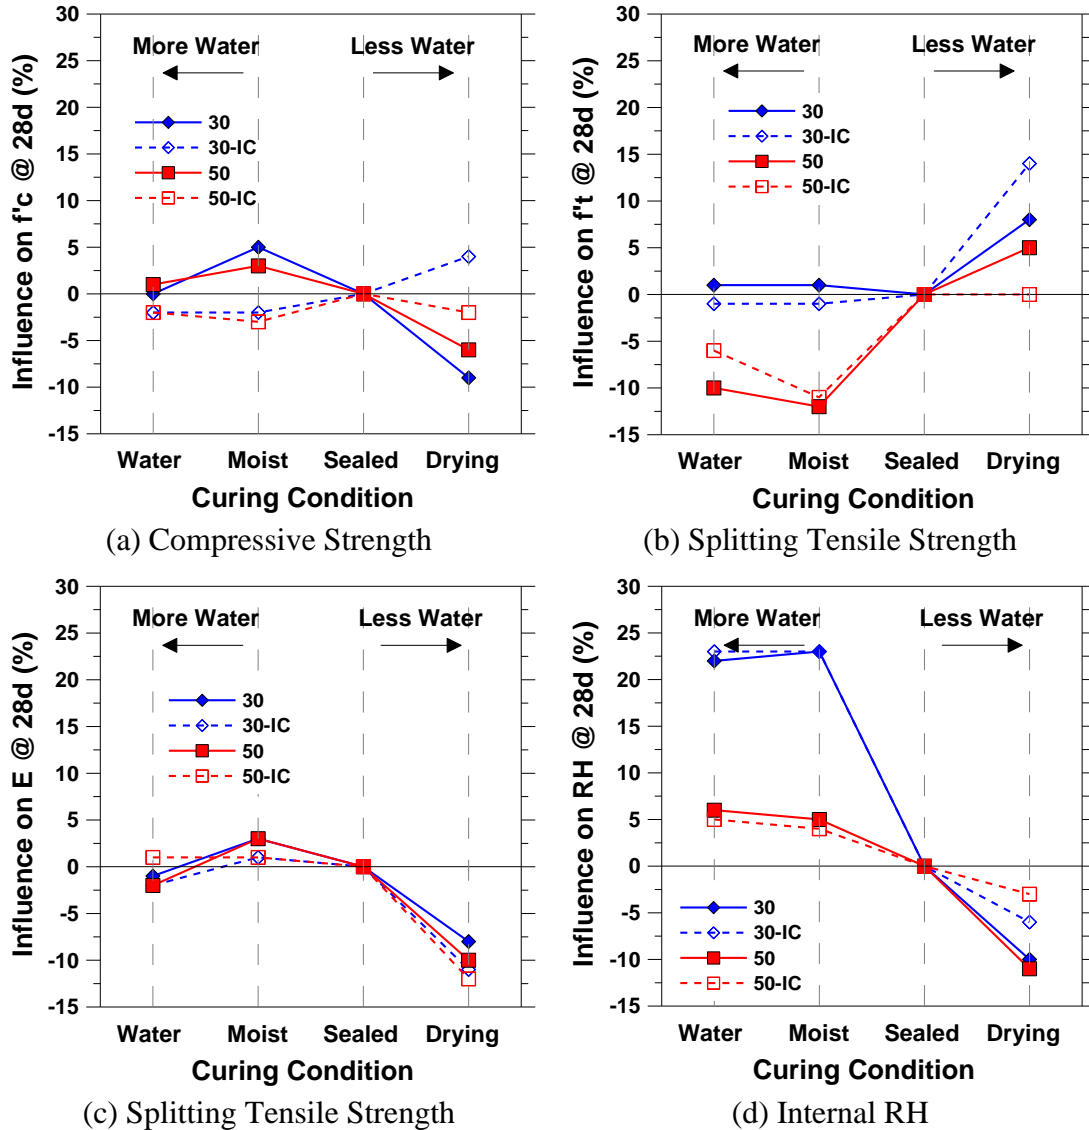 Influence on f'c @ 28d (%)
30
25
20
15
10
5
0
-5
-10
-15
More Water
Less Water
30
30-IC
50
50-IC
Water Moist Sealed Drying
Curing Condition
(a) Compressive Strength
Influence on f't @ 28d (%)
30
25
20
15
10
5
0
-5
-10
-15
More Water
Less Water
30
30-IC
50
50-IC
Water Moist Sealed Drying
Curing Condition
(b) Splitting Tensile Strength
Influence on E @ 28d (%)
30
25
20
15
10
5
0
-5
-10
-15
More Water
Less Water
30
30-IC
50
50-IC
Water Moist Sealed Drying
Curing Condition
(c) Splitting Tensile Strength
Influence on RH @ 28d (%)
30
25
20
15
10
5
0
-5
-10
-15
More Water
Less Water
30
30-IC
50
50-IC
Water Moist Sealed Drying
Curing Condition
(d) Internal RH